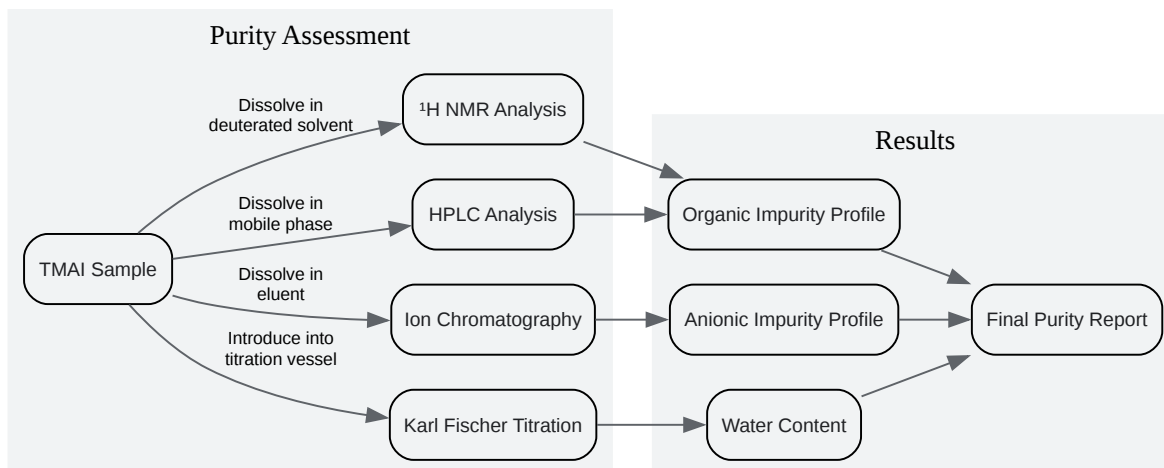 Purity Assessment
Dissolve in
deuterated solvent
¹H NMR Analysis
Results
Dissolve in
mobile phase
HPLC Analysis
Organic Impurity Profile
TMAI Sample
Dissolve in
eluent
Ion Chromatography
Anionic Impurity Profile
Final Purity Report
Introduce into
titration vessel
Karl Fischer Titration
Water Content